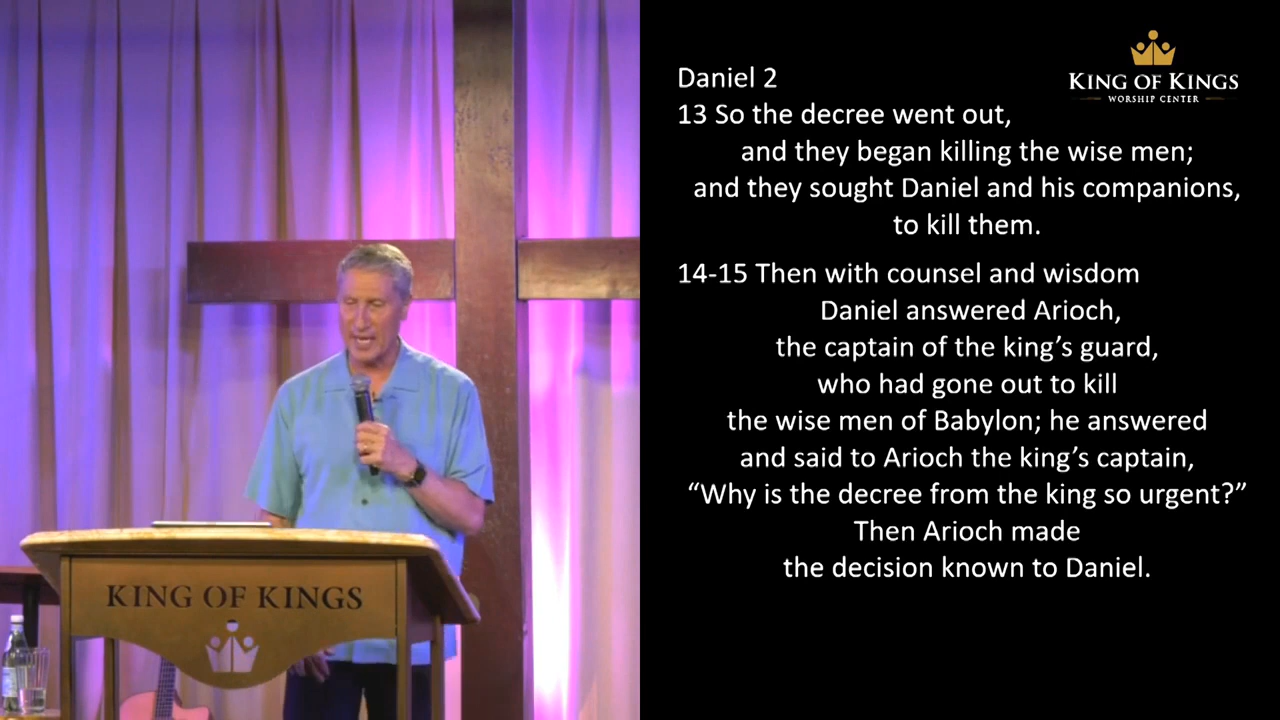 KING OF KINGS
WORSHIP CENTER
Daniel 2
13 So the decree went out,
and they began killing the wise men;
and they sought Daniel and his companions,
to kill them.
14-15 Then with counsel and wisdom
Daniel answered Arioch,
the captain of the king’s guard,
who had gone out to kill
the wise men of Babylon; he answered
and said to Arioch the king’s captain,
“Why is the decree from the king so urgent?”
Then Arioch made
the decision known to Daniel.
KING OF KINGS